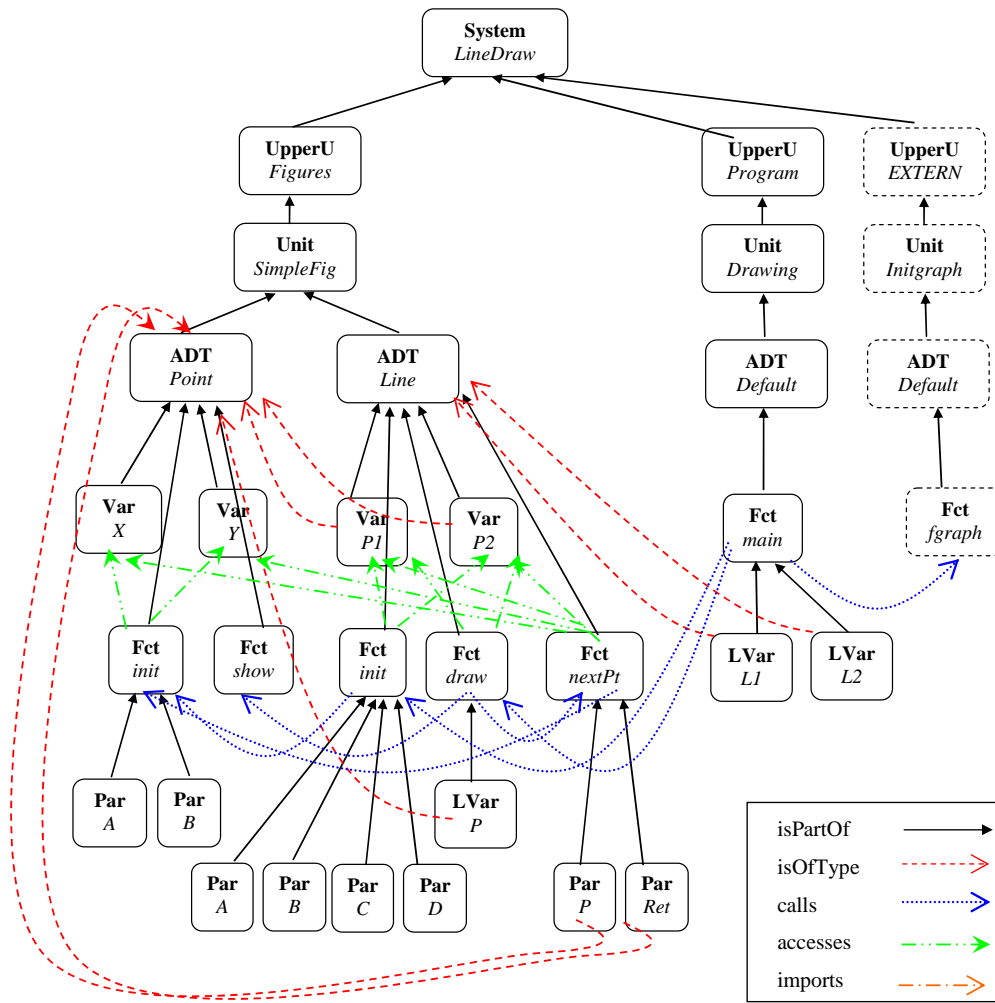 System
LineDraw
UpperU
Figures
UpperU
Program
UpperU
EXTERN
Unit
SimpleFig
Unit
Drawing
Unit
Initgraph
ADT
Point
ADT
Line
ADT
Default
ADT
Default
Var
X
Var
Y
Var
P1
Var
P2
Fct
main
Fct
fgraph
Fct
init
Fct
show
Fct
init
Fct
draw
Fct
nextPt
LVar
L1
LVar
L2
Par
A
Par
B
LVar
P
Par
A
Par
B
Par
C
Par
D
Par
P
Par
Ret
isPartOf
isOfType
calls
accesses
imports